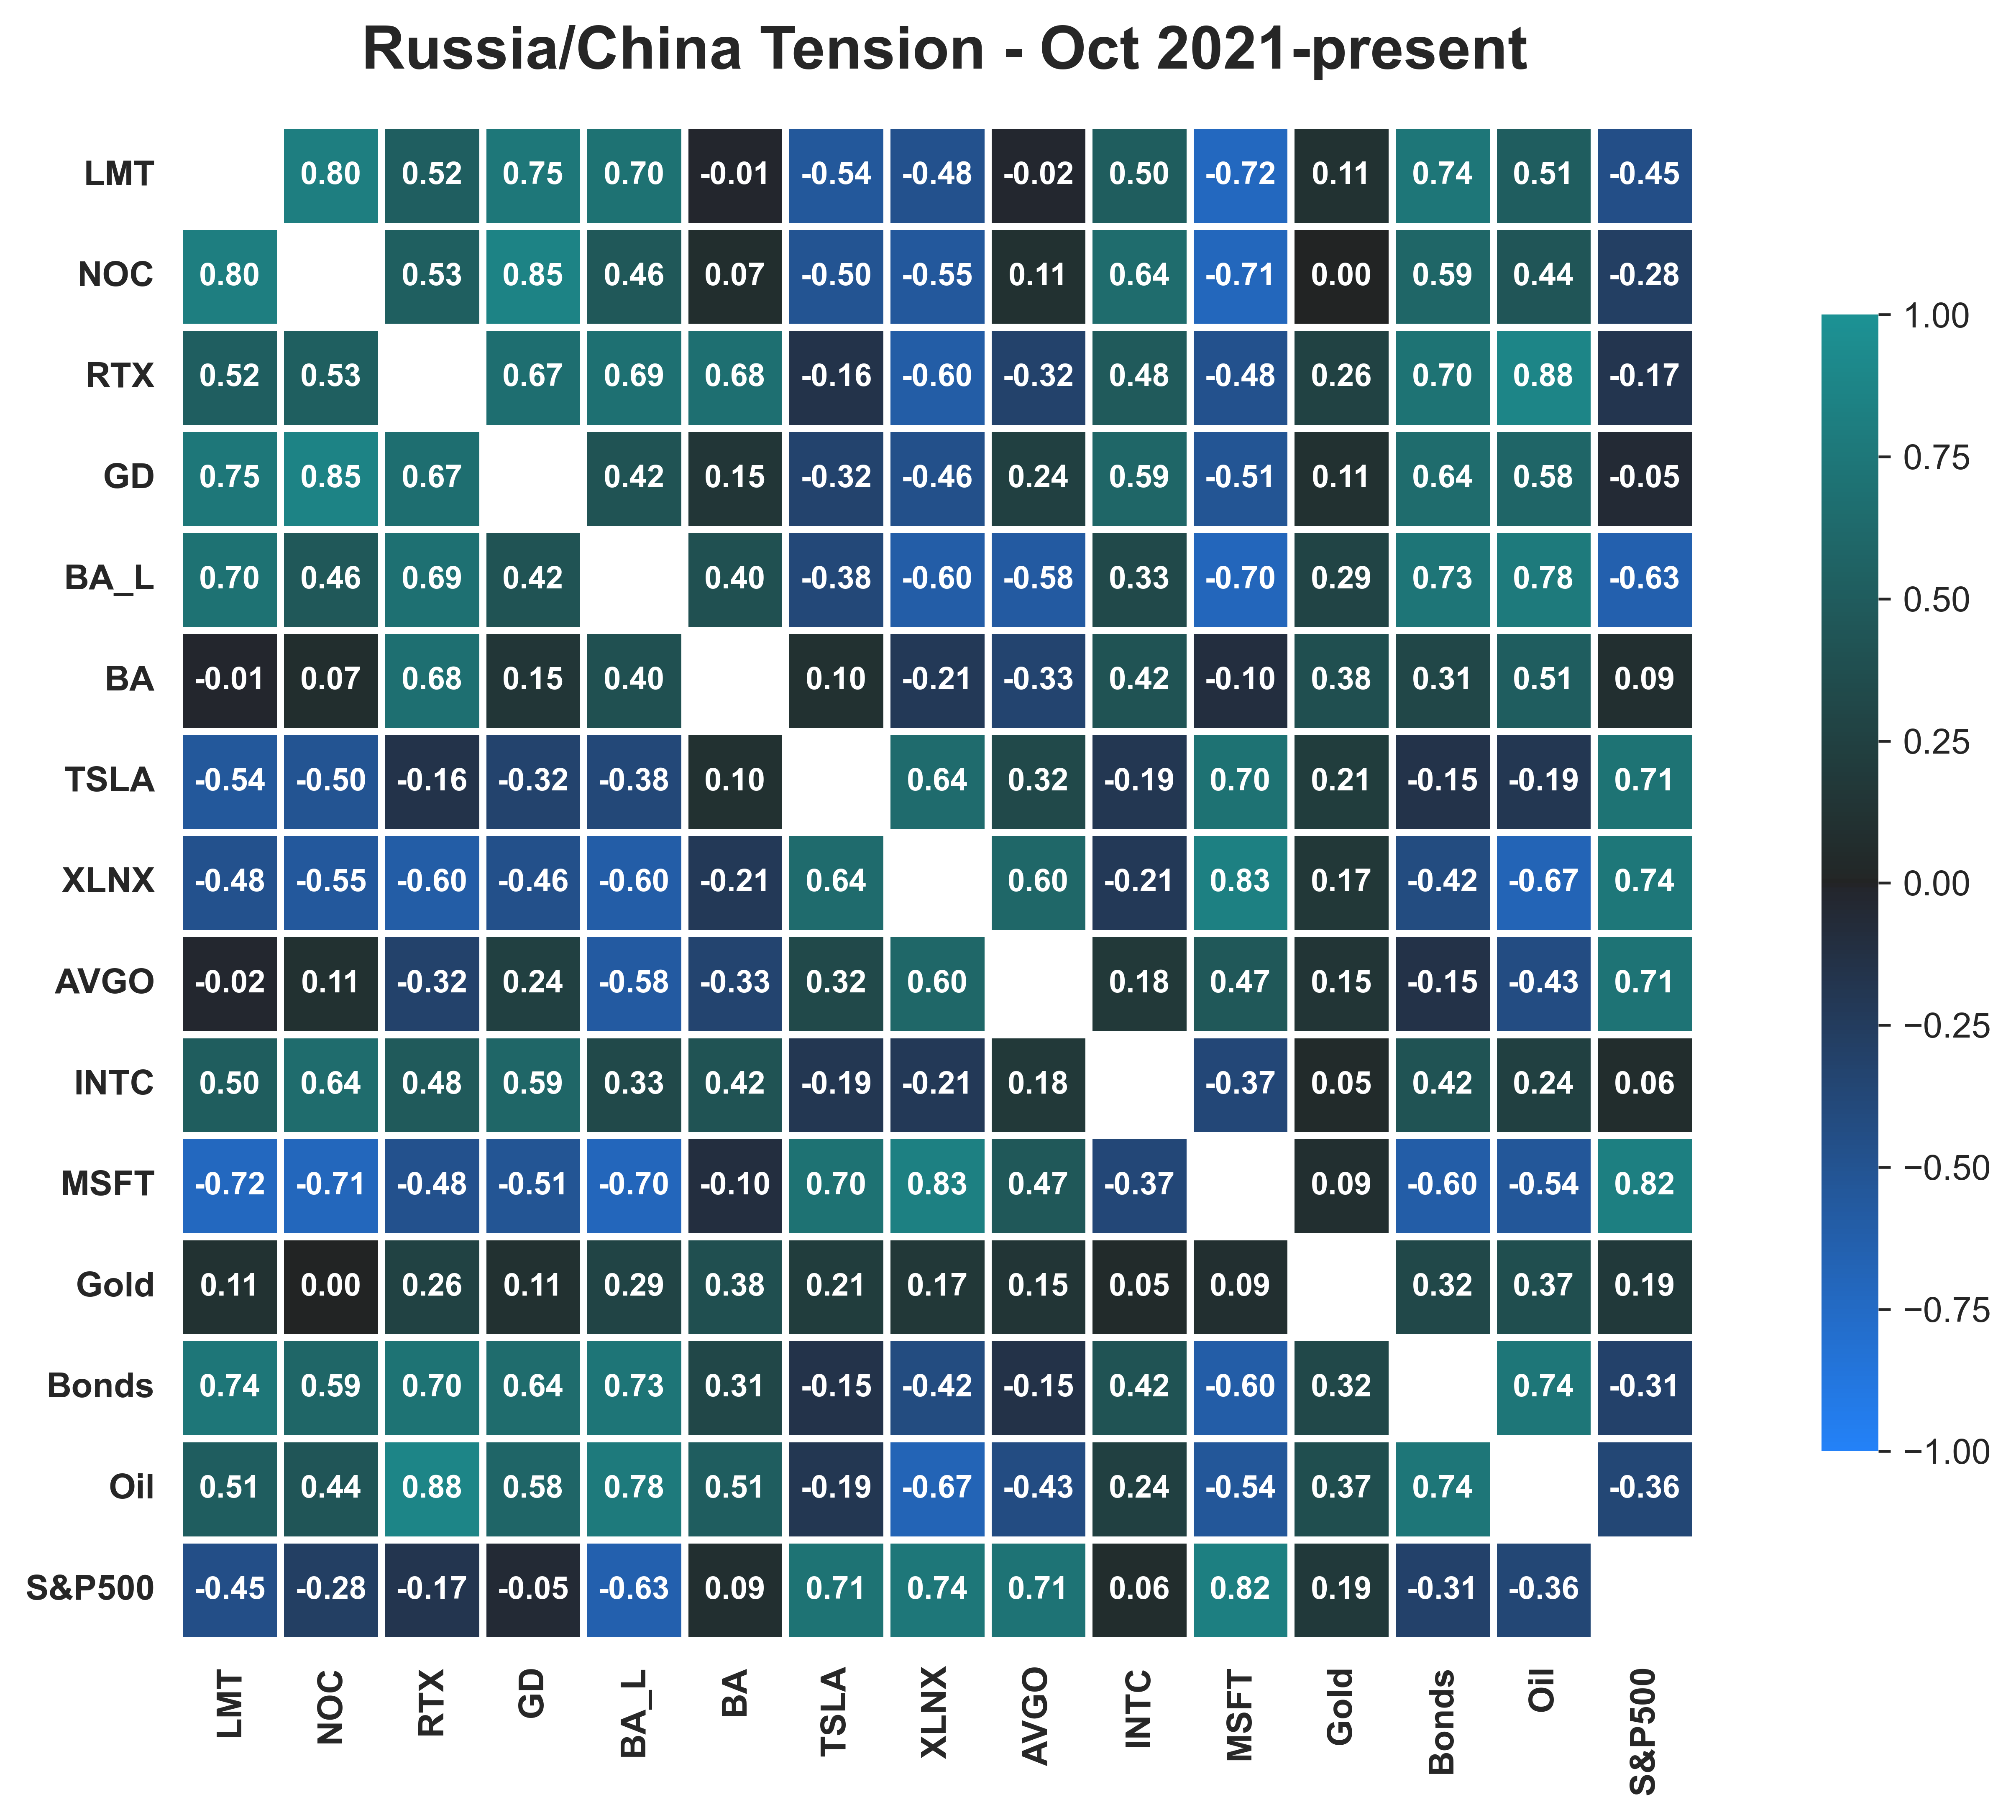 Russia/China Tension - Oct 2021-present
LMT 0.80 0.52 0.75 0.70 -0.01 -0.54 -0.48 -0.02 0.50 -0.72 0.11 0.74 0.51 -0.45
NOC 0.80 0.53 0.85 0.46 0.07 -0.50 -0.55 0.11 0.64 -0.71 0.00 0.59 0.44 -0.28
RTX 0.52 0.53 0.67 0.69 0.68 -0.16 -0.60 -0.32 0.48 -0.48 0.26 0.70 0.88 -0.17
GD 0.75 0.85 0.67 0.42 0.15 -0.32 -0.46 0.24 0.59 -0.51 0.11 0.64 0.58 -0.05
BA_L 0.70 0.46 0.69 0.42 0.40 -0.38 -0.60 -0.58 0.33 -0.70 0.29 0.73 0.78 -0.63
BA -0.01 0.07 0.68 0.15 0.40 0.10 -0.21 -0.33 0.42 -0.10 0.38 0.31 0.51 0.09
TSLA -0.54 -0.50 -0.16 -0.32 -0.38 0.10 0.64 0.32 -0.19 0.70 0.21 -0.15 -0.19 0.71
XLNX -0.48 -0.55 -0.60 -0.46 -0.60 -0.21 0.64 0.60 -0.21 0.83 0.17 -0.42 -0.67 0.74
AVGO -0.02 0.11 -0.32 0.24 -0.58 -0.33 0.32 0.60 0.18 0.47 0.15 -0.15 -0.43 0.71
INTC 0.50 0.64 0.48 0.59 0.33 0.42 -0.19 -0.21 0.18 -0.37 0.05 0.42 0.24 0.06
MSFT -0.72 -0.71 -0.48 -0.51 -0.70 -0.10 0.70 0.83 0.47 -0.37 0.09 -0.60 -0.54 0.82
Gold 0.11 0.00 0.26 0.11 0.29 0.38 0.21 0.17 0.15 0.05 0.09 0.32 0.37 0.19
Bonds 0.74 0.59 0.70 0.64 0.73 0.31 -0.15 -0.42 -0.15 0.42 -0.60 0.32 0.74 -0.31
Oil 0.51 0.44 0.88 0.58 0.78 0.51 -0.19 -0.67 -0.43 0.24 -0.54 0.37 0.74 -0.36
S&P500 -0.45 -0.28 -0.17 -0.05 -0.63 0.09 0.71 0.74 0.71 0.06 0.82 0.19 -0.31 -0.36
LMT NOC RTX GD BA_L BA TSLA XLNX AVGO INTC MSFT Gold Bonds Oil S&P500
1.00
0.75
0.50
0.25
0.00
−0.25
−0.50
−0.75
−1.00